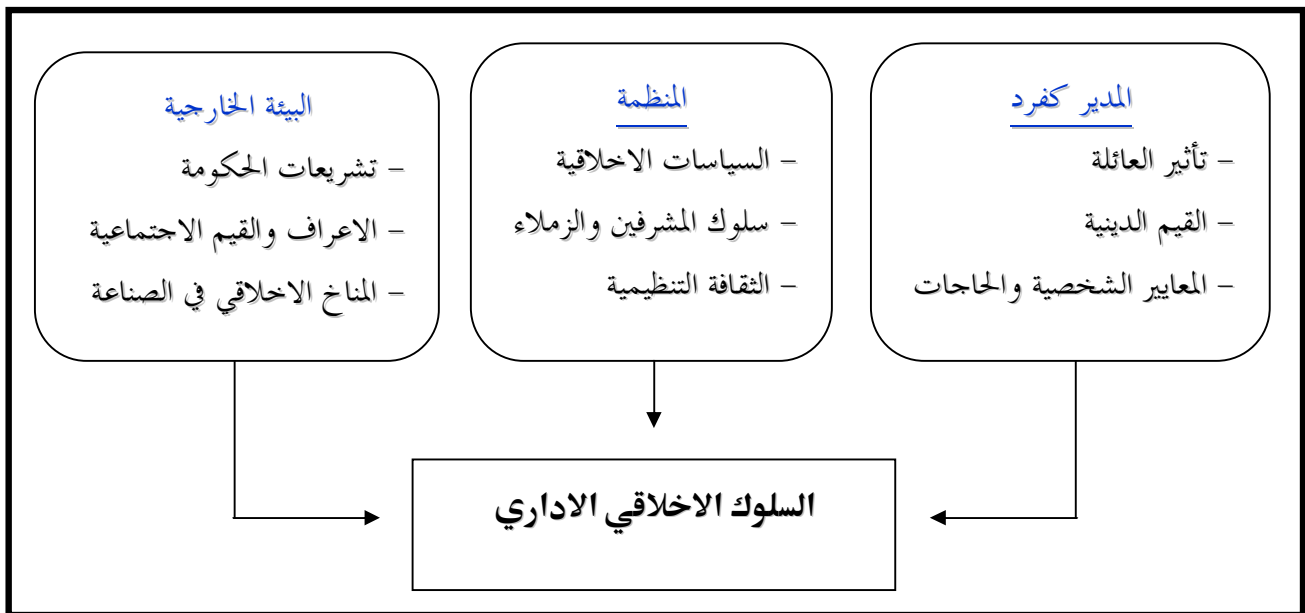 المدير كفرد
– تأثير العائلة
– القيم الدينية
– المعايير الشخصية والحاجات
المنظمة
– السياسات الاخلاقية
– سلوك المشرفين والزملاء
– الثقافة التنظيمية
البيئة الخارجية
– تشريعات الحكومة
– الاعراف والقيم الاجتماعية
– المناخ الاخلاقي في الصناعة
السلوك الاخلاقي الاداري